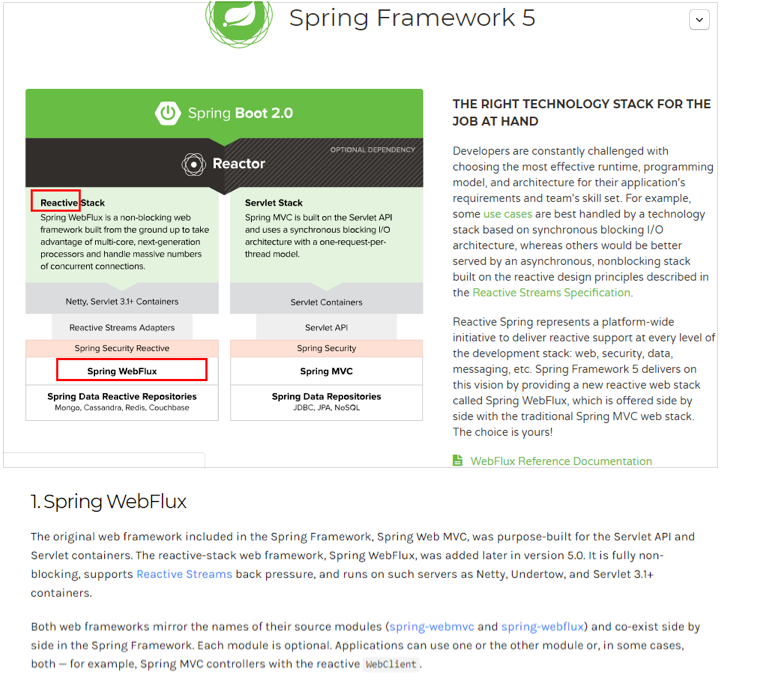 Spring Framework 5
Spring Boot 2.0
OPTIONAL DEPENDENCY
Reactor
Reactive Stack
Spring WebFlux is a non-blocking web
framework built from the ground up to take
advantage of multi-core, next-generation
processors and handle massive numbers
of concurrent connections.
Servlet Stack
Spring MVC is built on the Servlet API
and uses a synchronous blocking I/O
architecture with a one-request-per-
thread model.
Netty, Servlet 3.1+ Containers
Servlet Containers
Reactive Streams Adapters
Servlet API
Spring Security Reactive
Spring Security
Spring WebFlux
Spring MVC
Spring Data Reactive Repositories
Mongo, Cassandra, Redis, Couchbase
Spring Data Repositories
JDBC, JPA, NoSQL
THE RIGHT TECHNOLOGY STACK FOR THE
JOB AT HAND
Developers are constantly challenged with
choosing the most effective runtime, programming
model, and architecture for their application's
requirements and team's skill set. For example,
some use cases are best handled by a technology
stack based on synchronous blocking I/O
architecture, whereas others would be better
served by an asynchronous, nonblocking stack
built on the reactive design principles described in
the Reactive Streams Specification.
Reactive Spring represents a platform-wide
initiative to deliver reactive support at every level of
the development stack: web, security, data,
messaging, etc. Spring Framework 5 delivers on
this vision by providing a new reactive web stack
called Spring WebFlux, which is offered side by
side with the traditional Spring MVC web stack.
The choice is yours!
WebFlux Reference Documentation
1. Spring WebFlux
The original web framework included in the Spring Framework, Spring Web MVC, was purpose-built for the Servlet API and
Servlet containers. The reactive-stack web framework, Spring WebFlux, was added later in version 5.0. It is fully non-
blocking, supports Reactive Streams back pressure, and runs on such servers as Netty, Undertow, and Servlet 3.1+
containers.
Both web frameworks mirror the names of their source modules (spring-webmvc and spring-webflux) and co-exist side by
side in the Spring Framework. Each module is optional. Applications can use one or the other module or, in some cases,
both — for example, Spring MVC controllers with the reactive WebClient.